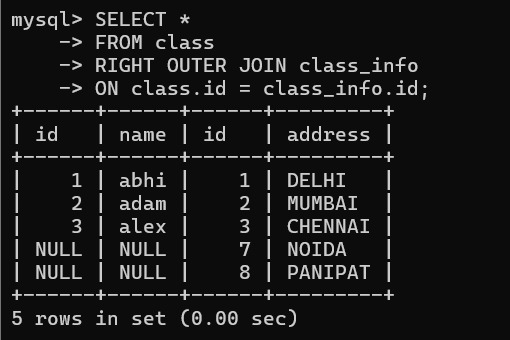 mysql> SELECT *
    -> FROM class
    -> RIGHT OUTER JOIN class_info
    -> ON class.id = class_info.id;
+------+------+------+---------+
| id   | name | id   | address |
+------+------+------+---------+
|    1 | abhi |    1 | DELHI   |
|    2 | adam |    2 | MUMBAI  |
|    3 | alex |    3 | CHENNAI |
| NULL | NULL |    7 | NOIDA   |
| NULL | NULL |    8 | PANIPAT |
+------+------+------+---------+
5 rows in set (0.00 sec)